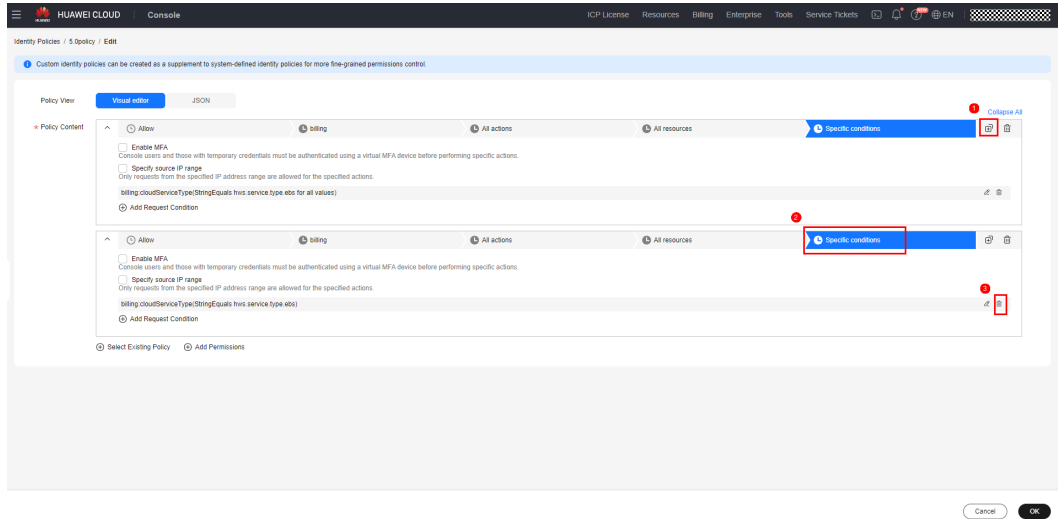 HUAWEI
HUAWEI CLOUD
Console
ICP License Resources Billing Enterprise Tools Service Tickets EN
NEW
Identity Policies / 5.0policy / Edit
Custom identity policies can be created as a supplement to system-defined identity policies for more fine-grained permissions control.
Policy View Visual editor JSON
1
Collapse All
* Policy Content Allow billing All actions All resources Specific conditions
Enable MFA
Console users and those with temporary credentials must be authenticated using a virtual MFA device before performing specific actions.
Specify source IP range
Only requests from the specified IP address range are allowed for the specified actions.
billing:cloudServiceType(StringEquals hws.service.type.ebs for all values)
Add Request Condition
2
Allow billing All actions All resources Specific conditions
Enable MFA
Console users and those with temporary credentials must be authenticated using a virtual MFA device before performing specific actions.
Specify source IP range
Only requests from the specified IP address range are allowed for the specified actions.
3
billing:cloudServiceType(StringEquals hws.service.type.ebs)
Add Request Condition
Select Existing Policy Add Permissions
Cancel OK